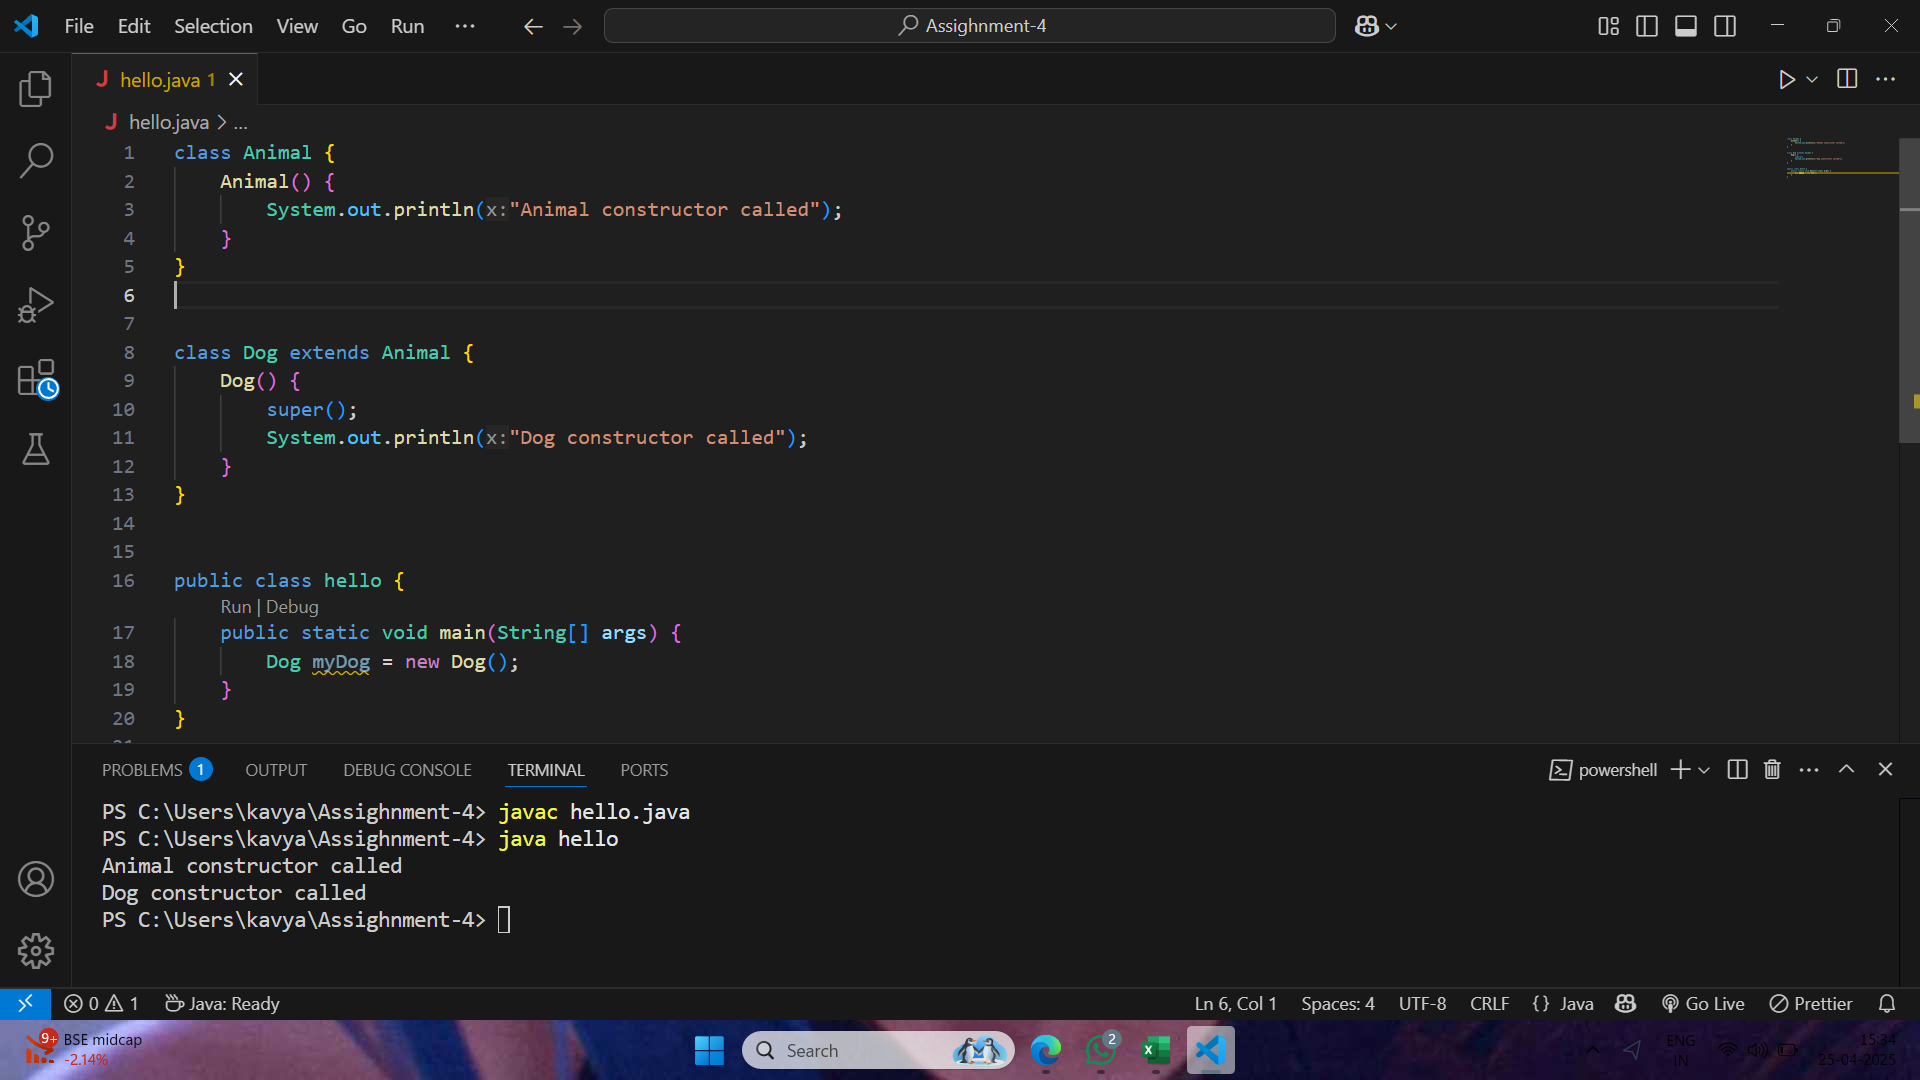 File Edit Selection View Go Run ··· Assighnment-4
hello.java 1
hello.java > ...
1 class Animal {
2 Animal() {
3 System.out.println(x:"Animal constructor called");
4 }
5 }
6
7
8 class Dog extends Animal {
9 Dog() {
10 super();
11 System.out.println(x:"Dog constructor called");
12 }
13 }
14
15
16 public class hello {
Run | Debug
17 public static void main(String[] args) {
18 Dog myDog = new Dog();
19 }
20 }
PROBLEMS 1 OUTPUT DEBUG CONSOLE TERMINAL PORTS powershell
PS C:\Users\kavya\Assighnment-4> javac hello.java
PS C:\Users\kavya\Assighnment-4> java hello
Animal constructor called
Dog constructor called
PS C:\Users\kavya\Assighnment-4>
0 1 Java: Ready Ln 6, Col 1 Spaces: 4 UTF-8 CRLF {} Java Go Live Prettier
9+ BSE midcap
-2.14%
Search
2
ENG
IN
15:34
25-04-2025